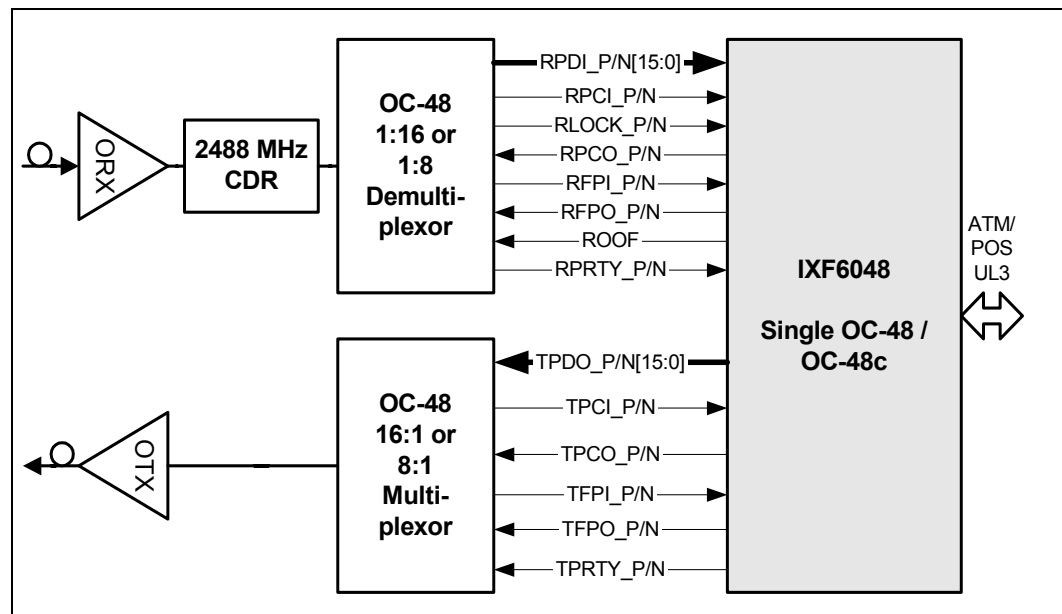 ORX
2488 MHz
CDR
OC-48
1:16 or
1:8
Demulti-
plexor
RPDI_P/N[15:0]
RPCI_P/N
RLOCK_P/N
RPCO_P/N
RFPI_P/N
RFPO_P/N
ROOF
RPRTY_P/N
IXF6048
Single OC-48 /
OC-48c
ATM/
POS
UL3
OTX
OC-48
16:1 or
8:1
Multi-
plexor
TPDO_P/N[15:0]
TPCI_P/N
TPCO_P/N
TFPI_P/N
TFPO_P/N
TPRTY_P/N